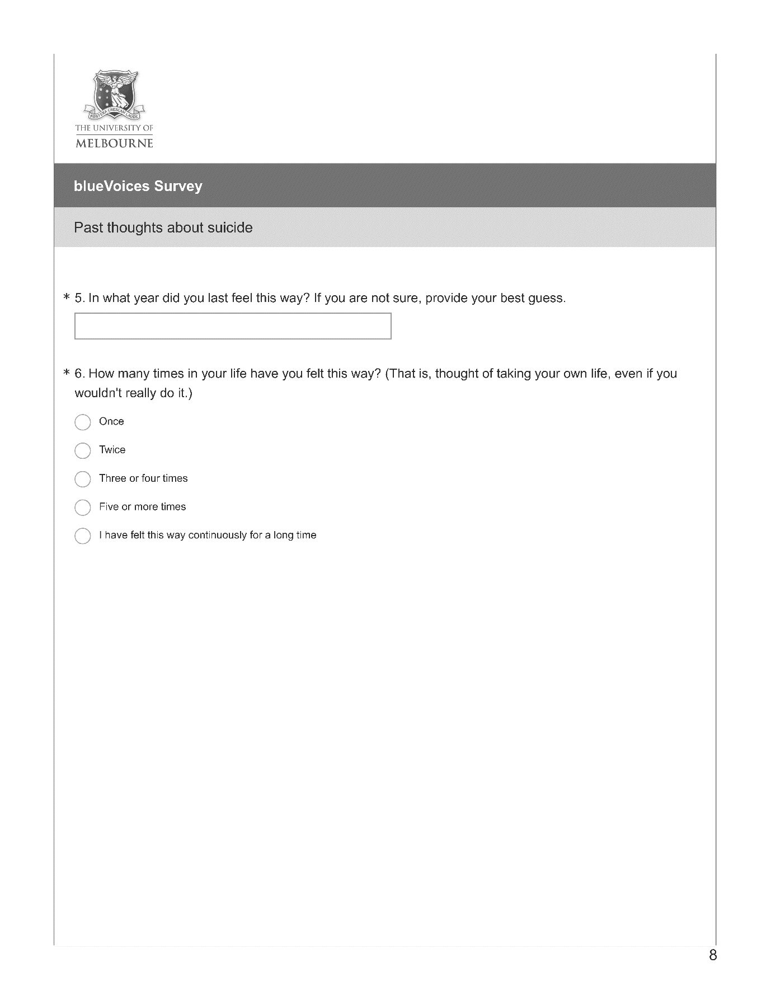 POSTERA CRESCAM LAUDE
THE UNIVERSITY OF
MELBOURNE
blueVoices Survey
Past thoughts about suicide
* 5. In what year did you last feel this way? If you are not sure, provide your best guess.
* 6. How many times in your life have you felt this way? (That is, thought of taking your own life, even if you
wouldn't really do it.)
Once
Twice
Three or four times
Five or more times
I have felt this way continuously for a long time
8